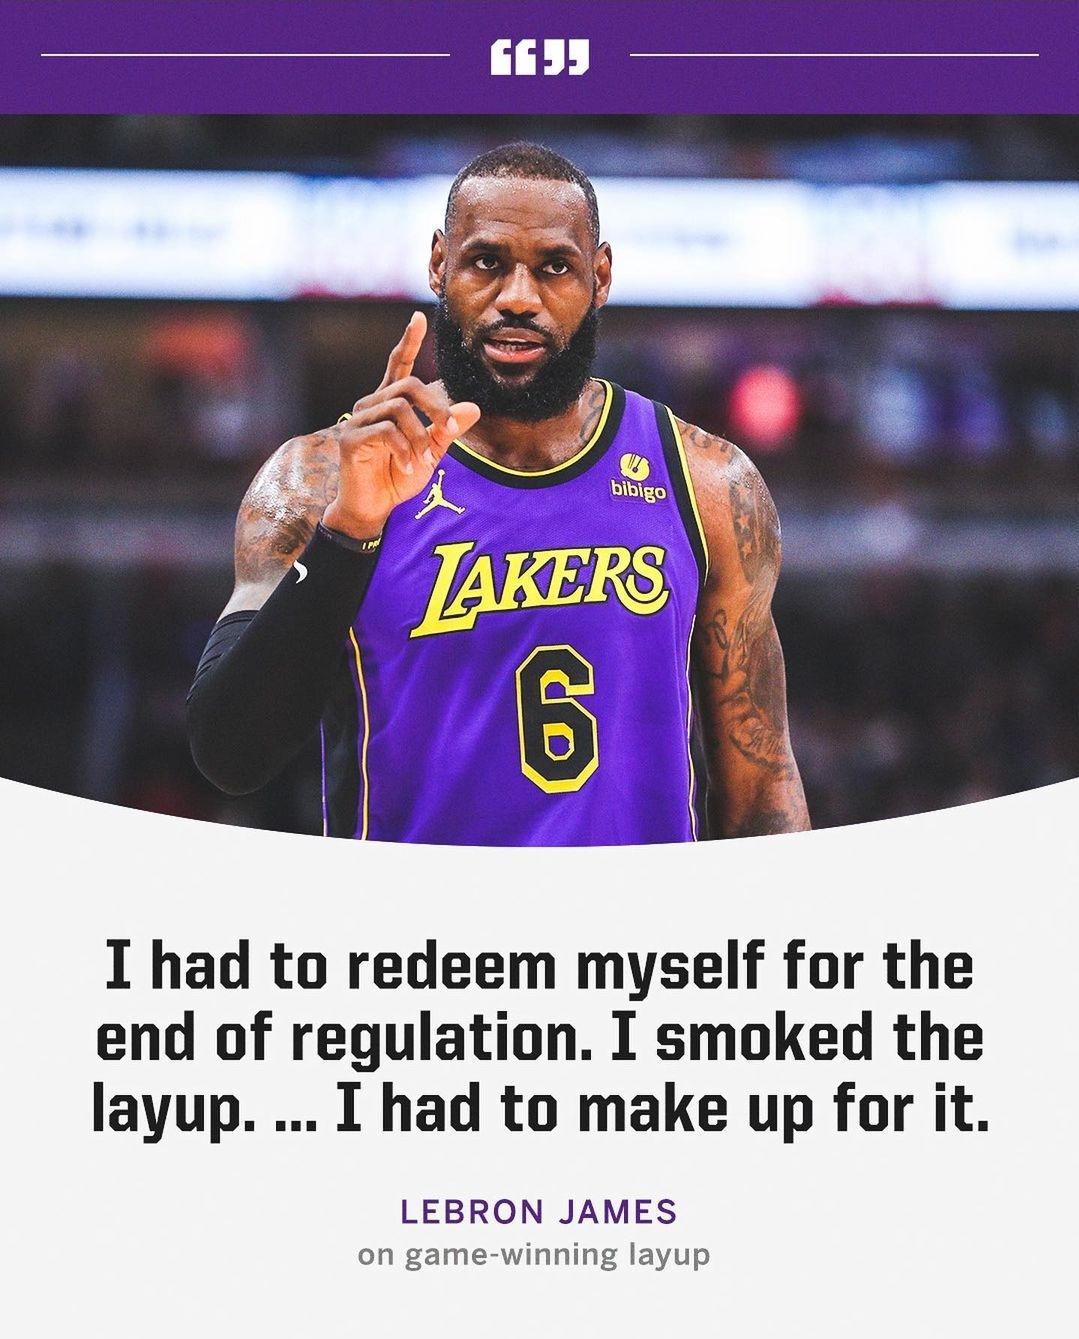 bibigo
LAKERS
6
I had to redeem myself for the
end of regulation. I smoked the
layup. ... I had to make up for it.
LEBRON JAMES
on game-winning layup